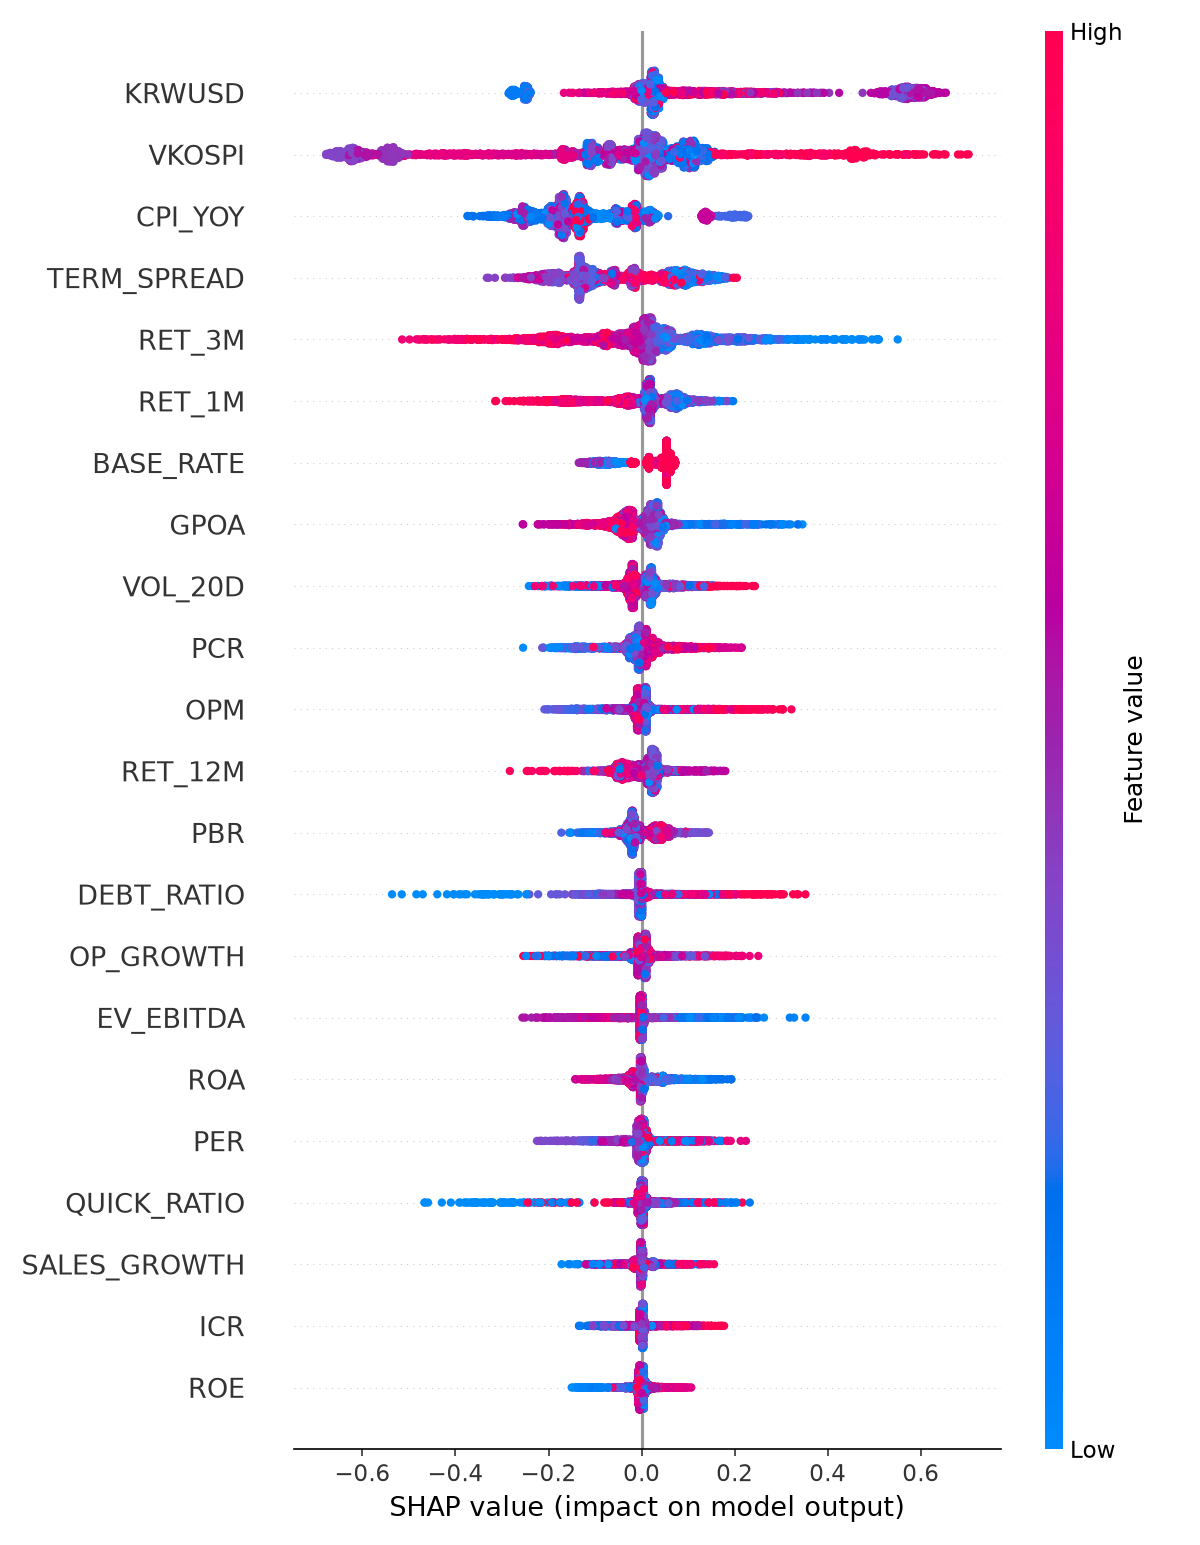 High
KRWUSD
VKOSPI
CPI_YOY
TERM_SPREAD
RET_3M
RET_1M
BASE_RATE
GPOA
VOL_20D
PCR
OPM
RET_12M
PBR
DEBT_RATIO
OP_GROWTH
EV_EBITDA
ROA
PER
QUICK_RATIO
SALES_GROWTH
ICR
ROE
Feature value
Low
−0.6 −0.4 −0.2 0.0 0.2 0.4 0.6
SHAP value (impact on model output)